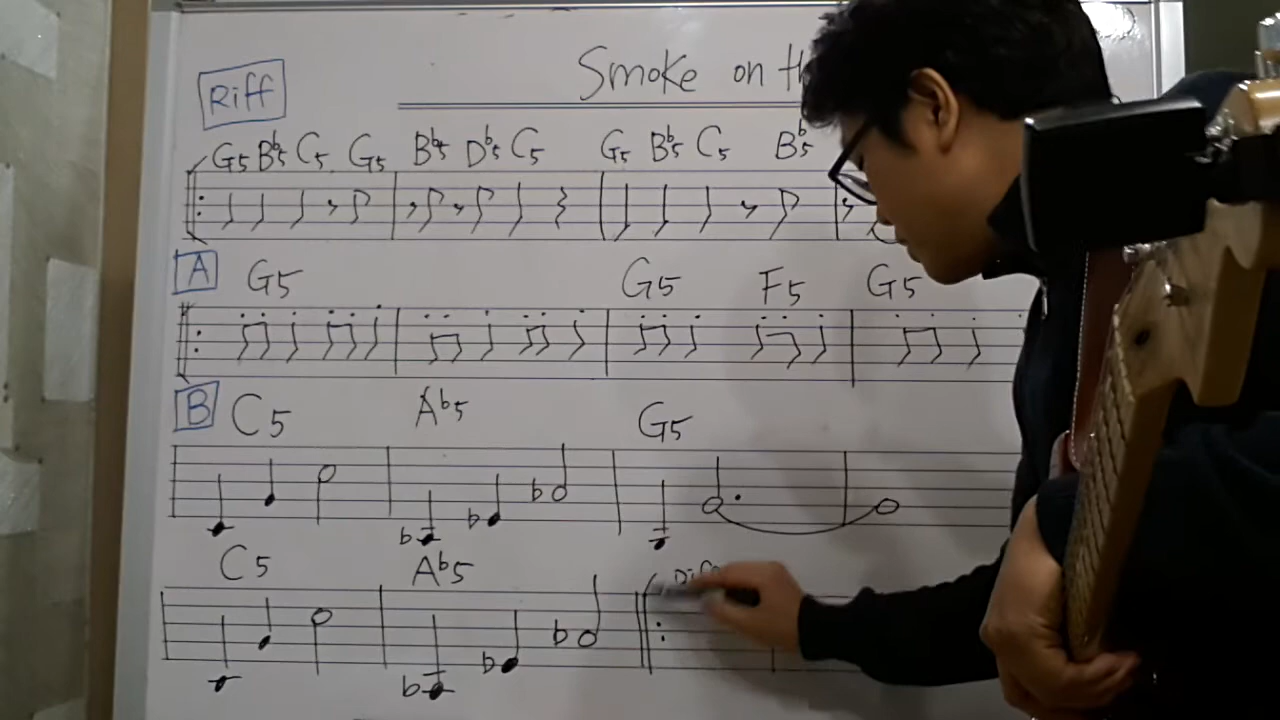 Smoke on th
Riff
G5 B♭5 C5 G5 B♭5 D♭5 C5 G5 B♭5 C5 B♭5
A
G5 G5 F5 G5
B
C5 A♭5 G5
C5 A♭5